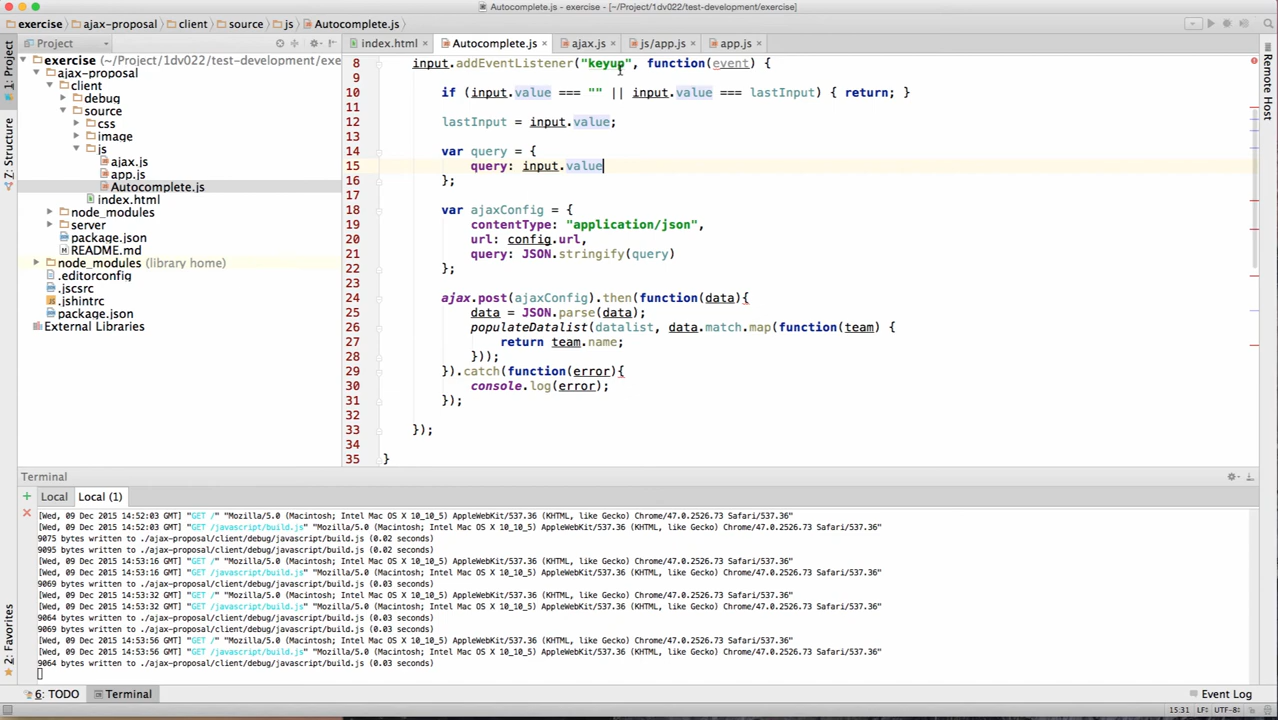 Autocomplete.js - exercise - [~/Project/1dv022/test-development/exercise]
exercise ajax-proposal client source js Autocomplete.js
Project
index.html Autocomplete.js ajax.js js/app.js app.js
1: Project
Z: Structure
2: Favorites
Remote Host
exercise ~/Project/1dv022/test-development/exe
ajax-proposal
client
debug
source
css
image
js
ajax.js
app.js
Autocomplete.js
index.html
node_modules
server
package.json
README.md
node_modules (library home)
.editorconfig
.jscsrc
.jshintrc
package.json
External Libraries
8 input.addEventListener("keyup", function(event) {
9
10 if (input.value === "" || input.value === lastInput) { return; }
11
12 lastInput = input.value;
13
14 var query = {
15 query: input.value
16 };
17
18 var ajaxConfig = {
19 contentType: "application/json",
20 url: config.url,
21 query: JSON.stringify(query)
22 };
23
24 ajax.post(ajaxConfig).then(function(data){
25 data = JSON.parse(data);
26 populateDatalist(datalist, data.match.map(function(team) {
27 return team.name;
28 }));
29 }).catch(function(error){
30 console.log(error);
31 });
32
33 });
34
35 }
Terminal
Local Local (1)
[Wed, 09 Dec 2015 14:52:03 GMT] "GET /" "Mozilla/5.0 (Macintosh; Intel Mac OS X 10_10_5) AppleWebKit/537.36 (KHTML, like Gecko) Chrome/47.0.2526.73 Safari/537.36"
[Wed, 09 Dec 2015 14:52:03 GMT] "GET /javascript/build.js" "Mozilla/5.0 (Macintosh; Intel Mac OS X 10_10_5) AppleWebKit/537.36 (KHTML, like Gecko) Chrome/47.0.2526.73 Safari/537.36"
9075 bytes written to ./ajax-proposal/client/debug/javascript/build.js (0.02 seconds)
9095 bytes written to ./ajax-proposal/client/debug/javascript/build.js (0.02 seconds)
[Wed, 09 Dec 2015 14:53:16 GMT] "GET /" "Mozilla/5.0 (Macintosh; Intel Mac OS X 10_10_5) AppleWebKit/537.36 (KHTML, like Gecko) Chrome/47.0.2526.73 Safari/537.36"
[Wed, 09 Dec 2015 14:53:16 GMT] "GET /javascript/build.js" "Mozilla/5.0 (Macintosh; Intel Mac OS X 10_10_5) AppleWebKit/537.36 (KHTML, like Gecko) Chrome/47.0.2526.73 Safari/537.36"
9069 bytes written to ./ajax-proposal/client/debug/javascript/build.js (0.03 seconds)
[Wed, 09 Dec 2015 14:53:32 GMT] "GET /" "Mozilla/5.0 (Macintosh; Intel Mac OS X 10_10_5) AppleWebKit/537.36 (KHTML, like Gecko) Chrome/47.0.2526.73 Safari/537.36"
[Wed, 09 Dec 2015 14:53:32 GMT] "GET /javascript/build.js" "Mozilla/5.0 (Macintosh; Intel Mac OS X 10_10_5) AppleWebKit/537.36 (KHTML, like Gecko) Chrome/47.0.2526.73 Safari/537.36"
9064 bytes written to ./ajax-proposal/client/debug/javascript/build.js (0.03 seconds)
9069 bytes written to ./ajax-proposal/client/debug/javascript/build.js (0.03 seconds)
[Wed, 09 Dec 2015 14:53:56 GMT] "GET /" "Mozilla/5.0 (Macintosh; Intel Mac OS X 10_10_5) AppleWebKit/537.36 (KHTML, like Gecko) Chrome/47.0.2526.73 Safari/537.36"
[Wed, 09 Dec 2015 14:53:56 GMT] "GET /javascript/build.js" "Mozilla/5.0 (Macintosh; Intel Mac OS X 10_10_5) AppleWebKit/537.36 (KHTML, like Gecko) Chrome/47.0.2526.73 Safari/537.36"
9064 bytes written to ./ajax-proposal/client/debug/javascript/build.js (0.03 seconds)
6: TODO Terminal Event Log
15:31 LF÷ UTF-8÷